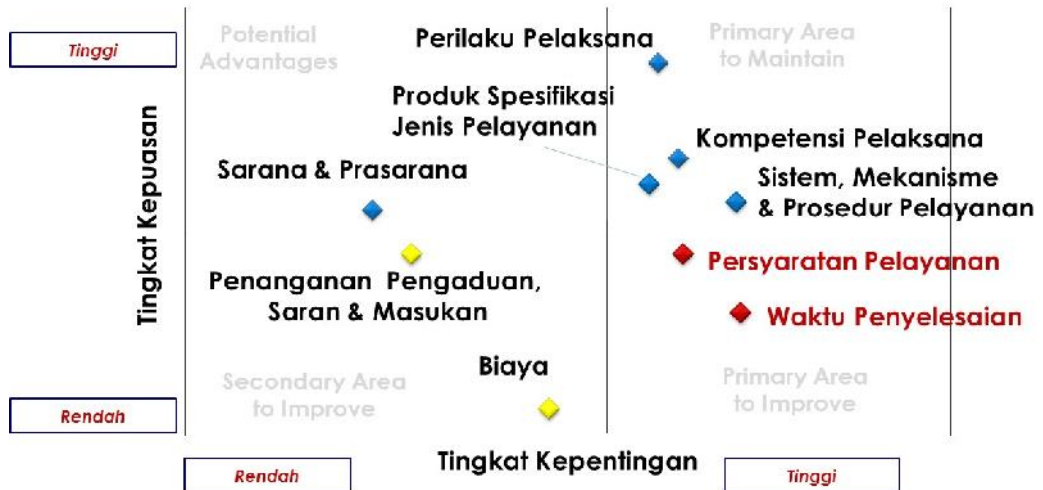 Potential
Advantages
Primary Area
to Maintain
Tinggi
Perilaku Pelaksana
Produk Spesifikasi
Jenis Pelayanan
Kompetensi Pelaksana
Sarana & Prasarana
Sistem, Mekanisme
& Prosedur Pelayanan
Tingkat Kepuasan
Persyaratan Pelayanan
Penanganan Pengaduan,
Saran & Masukan
Waktu Penyelesaian
Biaya
Secondary Area
to Improve
Primary Area
to Improve
Rendah
Tingkat Kepentingan
Rendah
Tinggi